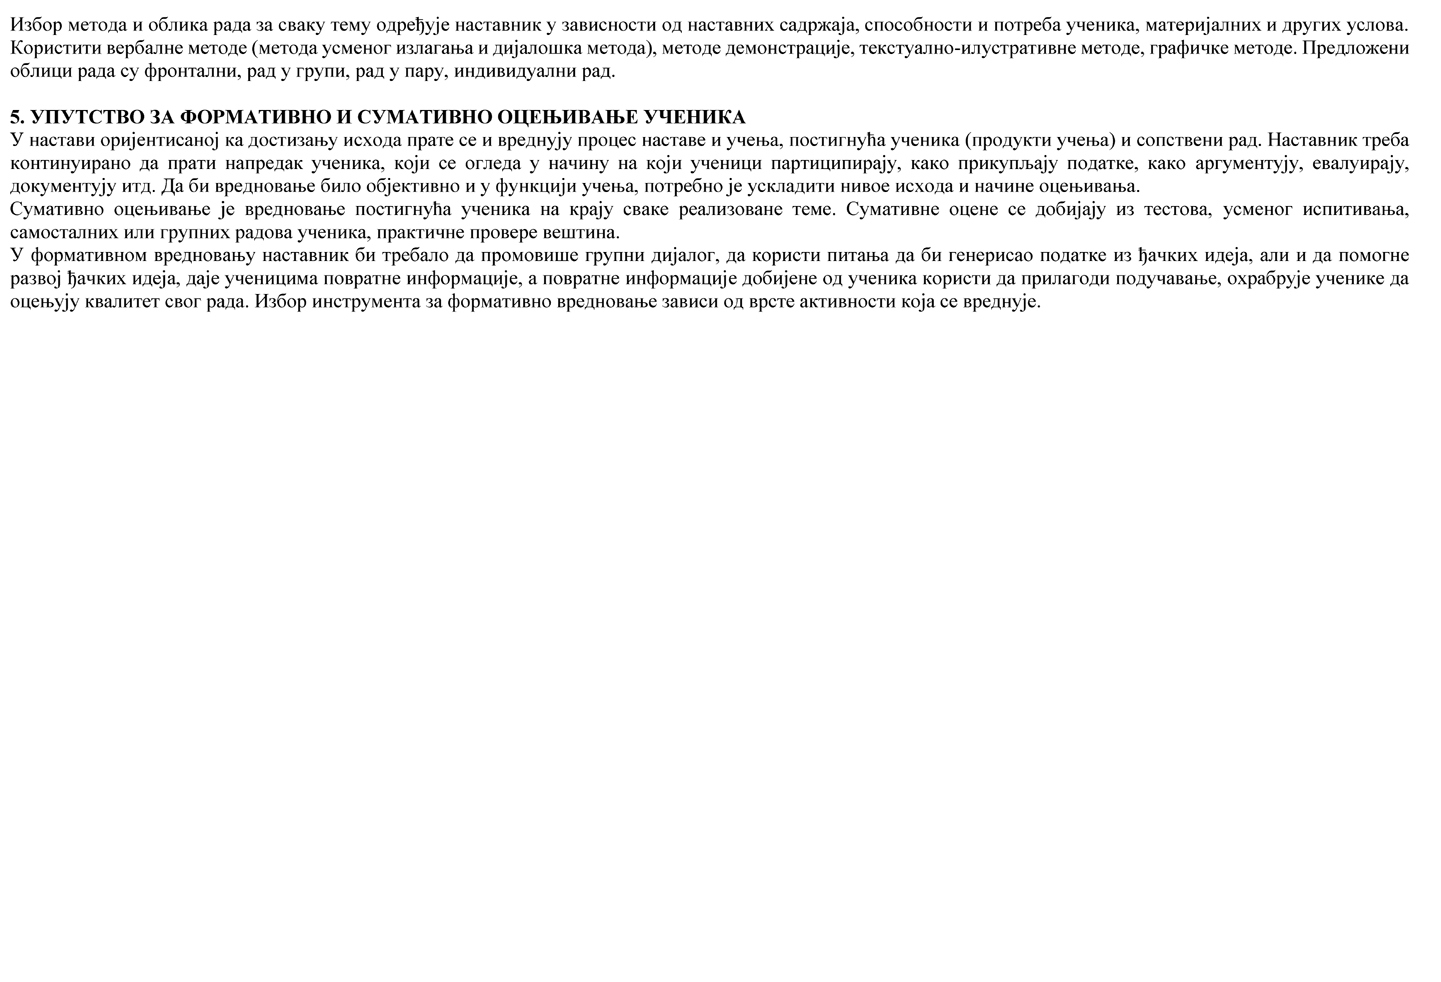 Избор метода и облика рада за сваку тему одређује наставник у зависности од наставних садржаја, способности и потреба ученика, материјалних и других услова.
Користити вербалне методе (метода усменог излагања и дијалошка метода), методе демонстрације, текстуално-илустративне методе, графичке методе. Предложени
облици рада су фронтални, рад у групи, рад у пару, индивидуални рад.
5. УПУТСТВО ЗА ФОРМАТИВНО И СУМАТИВНО ОЦЕЊИВАЊЕ УЧЕНИКА
У настави оријентисаној ка достизању исхода прате се и вреднују процес наставе и учења, постигнућа ученика (продукти учења) и сопствени рад. Наставник треба
континуирано да прати напредак ученика, који се огледа у начину на који ученици партиципирају, како прикупљају податке, како аргументују, евалуирају,
документују итд. Да би вредновање било објективно и у функцији учења, потребно је ускладити нивое исхода и начине оцењивања.
Сумативно оцењивање је вредновање постигнућа ученика на крају сваке реализоване теме. Сумативне оцене се добијају из тестова, усменог испитивања,
самосталних или групних радова ученика, практичне провере вештина.
У формативном вредновању наставник би требало да промовише групни дијалог, да користи питања да би генерисао податке из ђачких идеја, али и да помогне
развој ђачких идеја, даје ученицима повратне информације, а повратне информације добијене од ученика користи да прилагоди подучавање, охрабрује ученике да
оцењују квалитет свог рада. Избор инструмента за формативно вредновање зависи од врсте активности која се вреднује.